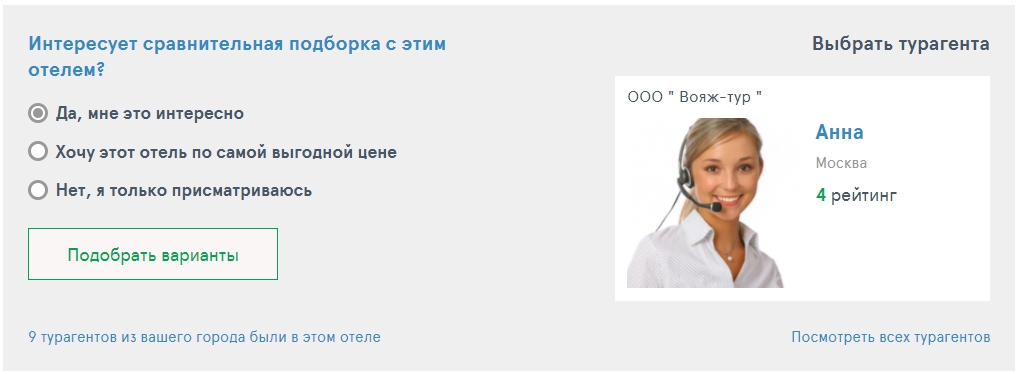 Интересует сравнительная подборка с этим
отелем?
Да, мне это интересно
Хочу этот отель по самой выгодной цене
Нет, я только присматриваюсь
Подобрать варианты
9 турагентов из вашего города были в этом отеле
Выбрать турагента
ООО " Вояж-тур "
Анна
Москва
4 рейтинг
Посмотреть всех турагентов